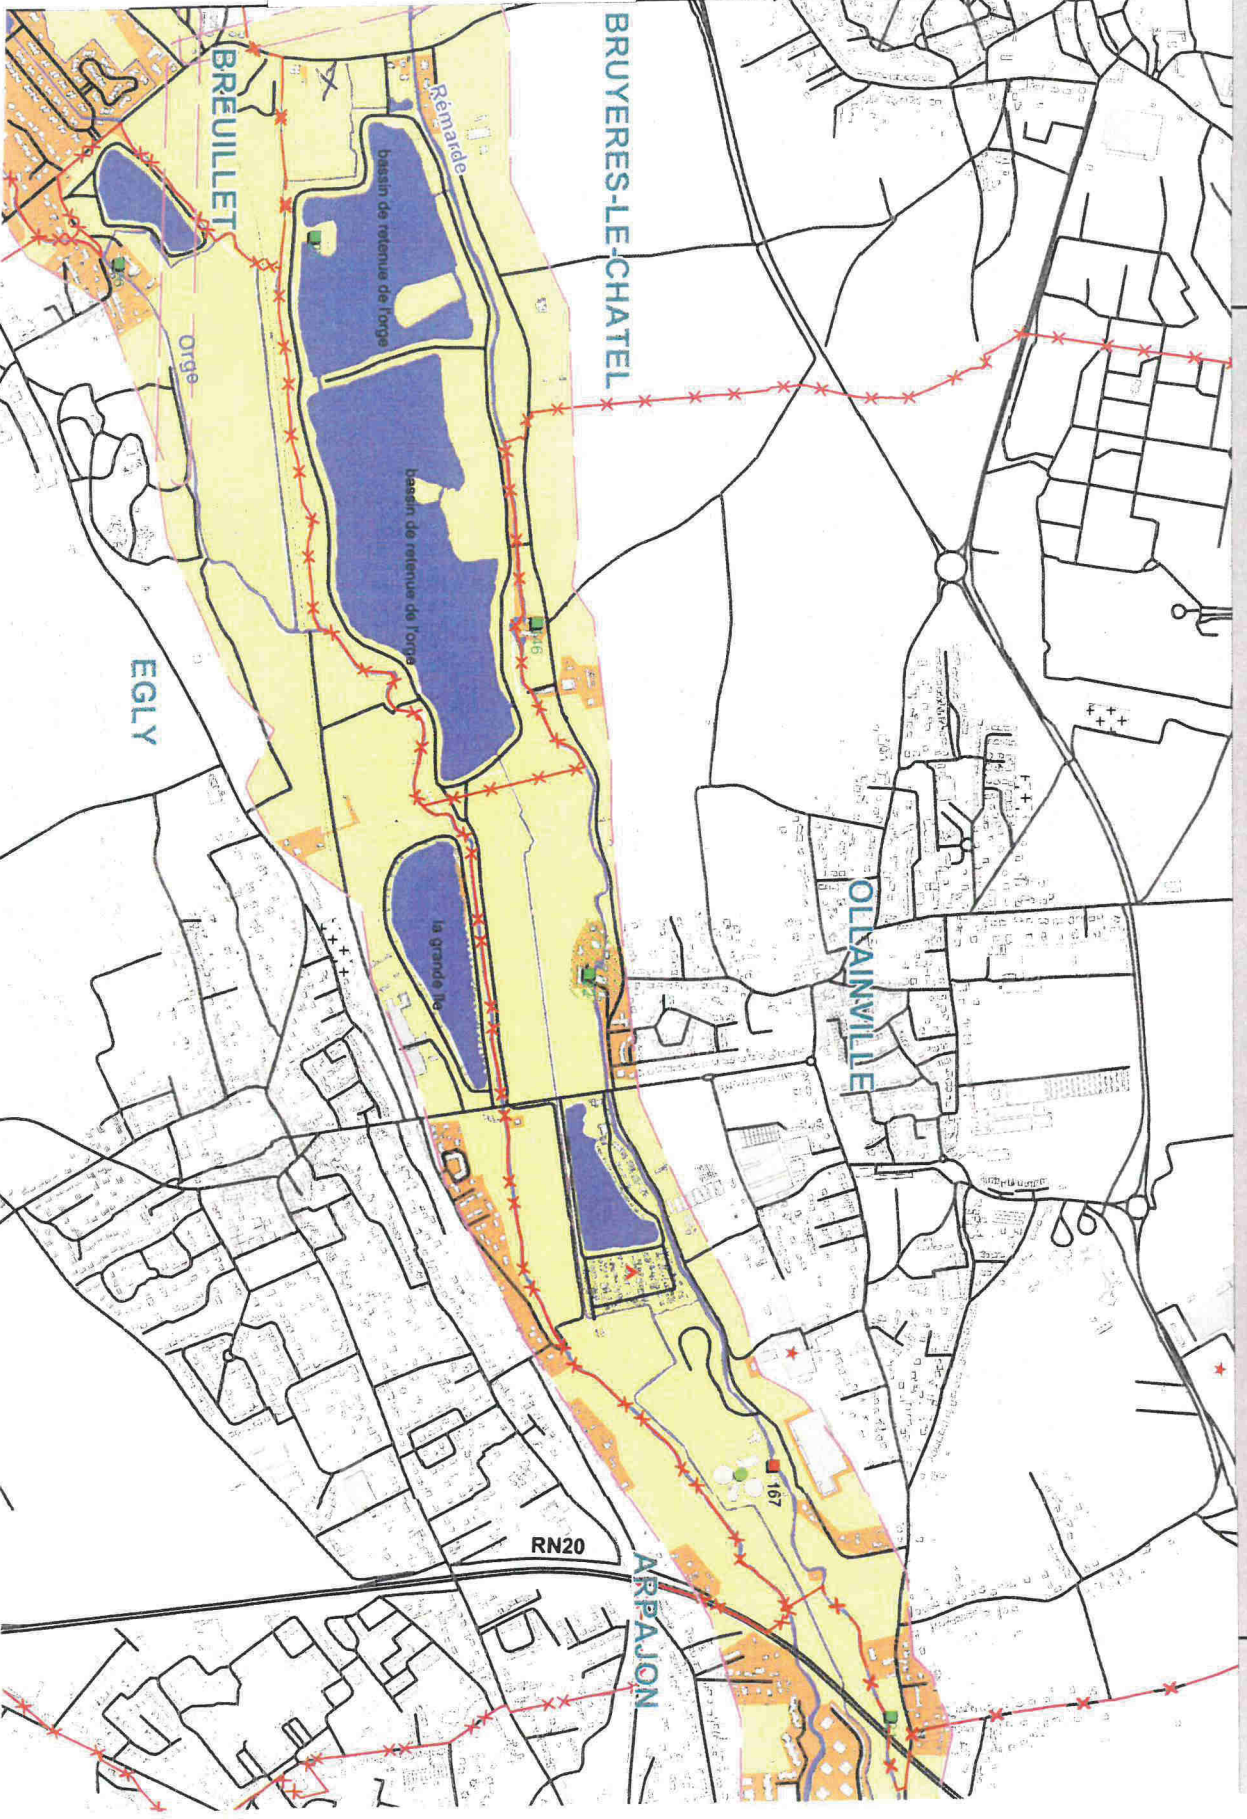 BRUYERES-LE-CHATEL
OLLAINVILLE
BREUILLET
EGLY
ARPAJON
Rémarde
bassin de retenue de l'orge
bassin de retenue de l'orge
Orge
la grande île
RN20
167